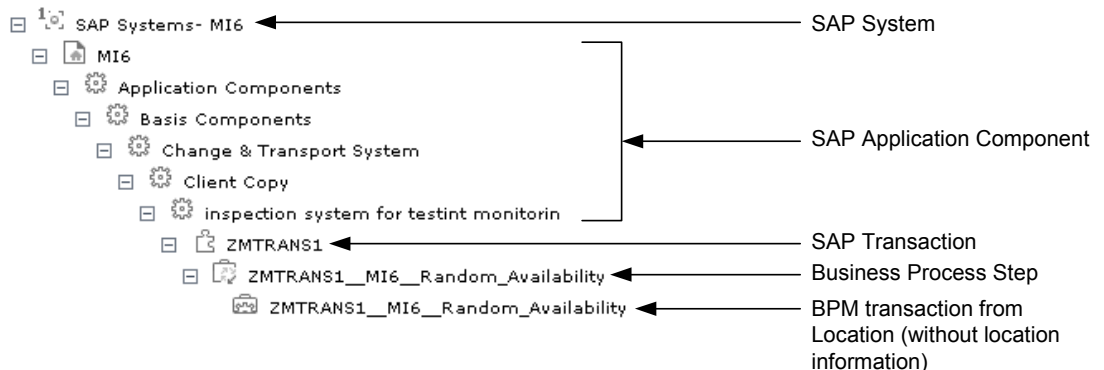 1 SAP Systems- MI6
SAP System
MI6
Application Components
Basis Components
Change & Transport System
SAP Application Component
Client Copy
inspection system for testint monitorin
ZMTRANS1
SAP Transaction
ZMTRANS1__MI6__Random_Availability
Business Process Step
ZMTRANS1__MI6__Random_Availability
BPM transaction from
Location (without location
information)